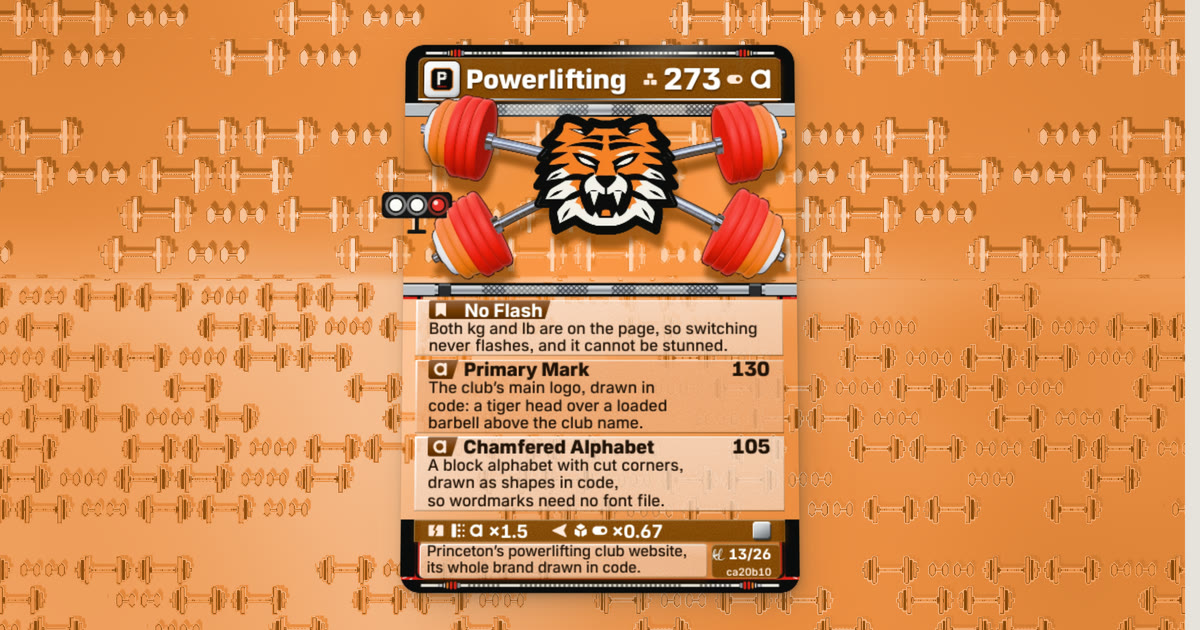 P Powerlifting 273 a
No Flash
Both kg and lb are on the page, so switching
never flashes, and it cannot be stunned.
a Primary Mark 130
The club's main logo, drawn in
code: a tiger head over a loaded
barbell above the club name.
a Chamfered Alphabet 105
A block alphabet with cut corners,
drawn as shapes in code,
so wordmarks need no font file.
a ×1.5 ×0.67
Princeton's powerlifting club website,
its whole brand drawn in code.
13/26
ca20b10